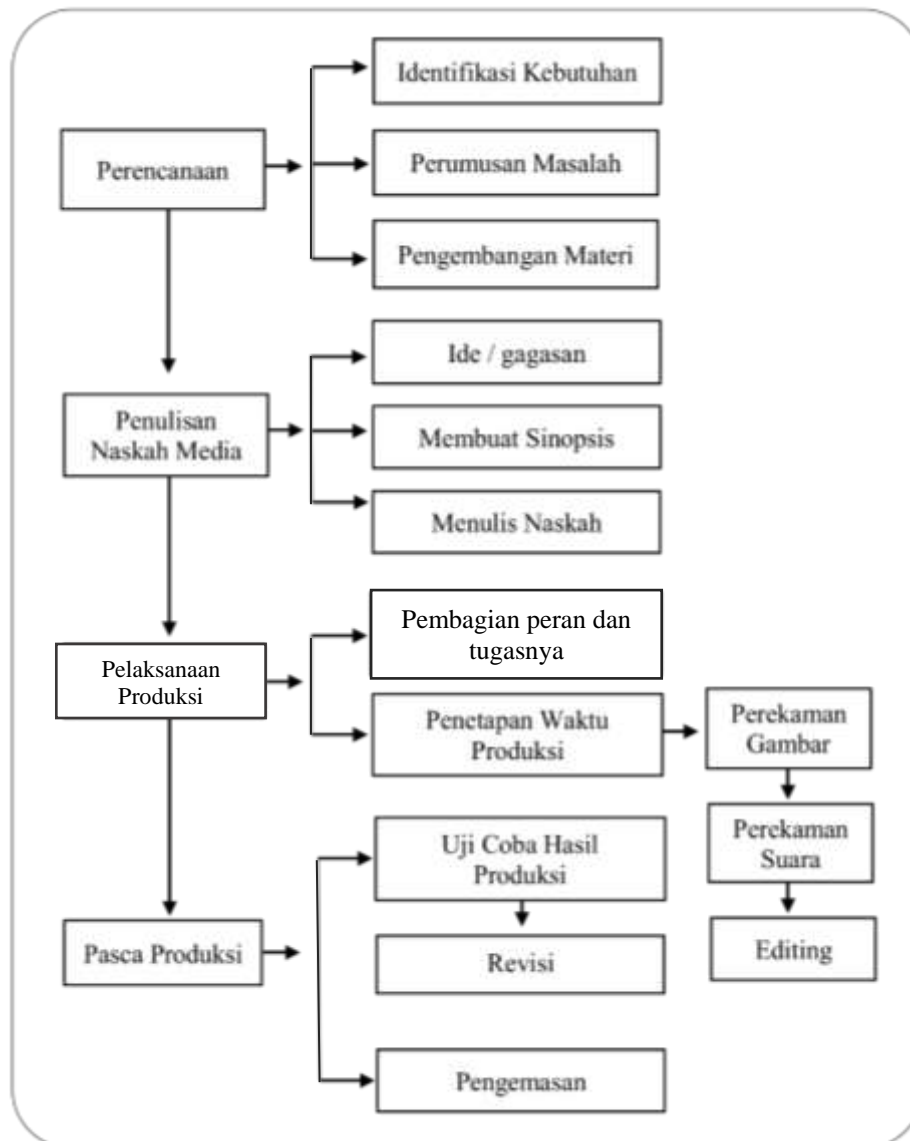 Identifikasi Kebutuhan
Perencanaan
Perumusan Masalah
Pengembangan Materi
Ide / gagasan
Penulisan
Naskah Media
Membuat Sinopsis
Menulis Naskah
Pembagian peran dan
tugasnya
Pelaksanaan
Produksi
Penetapan Waktu
Produksi
Perekaman
Gambar
Perekaman
Suara
Editing
Uji Coba Hasil
Produksi
Pasca Produksi
Revisi
Pengemasan